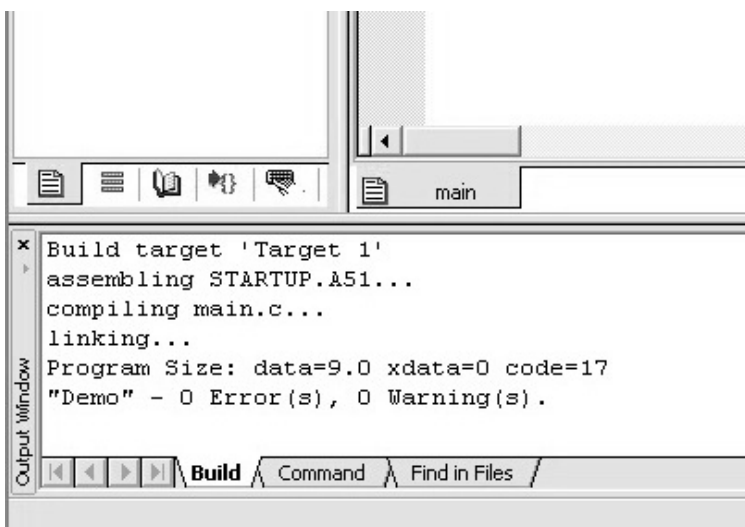 main
Build target 'Target 1'
assembling STARTUP.A51...
compiling main.c...
linking...
Program Size: data=9.0 xdata=0 code=17
"Demo" - 0 Error(s), 0 Warning(s).
Output Window
Build
Command
Find in Files